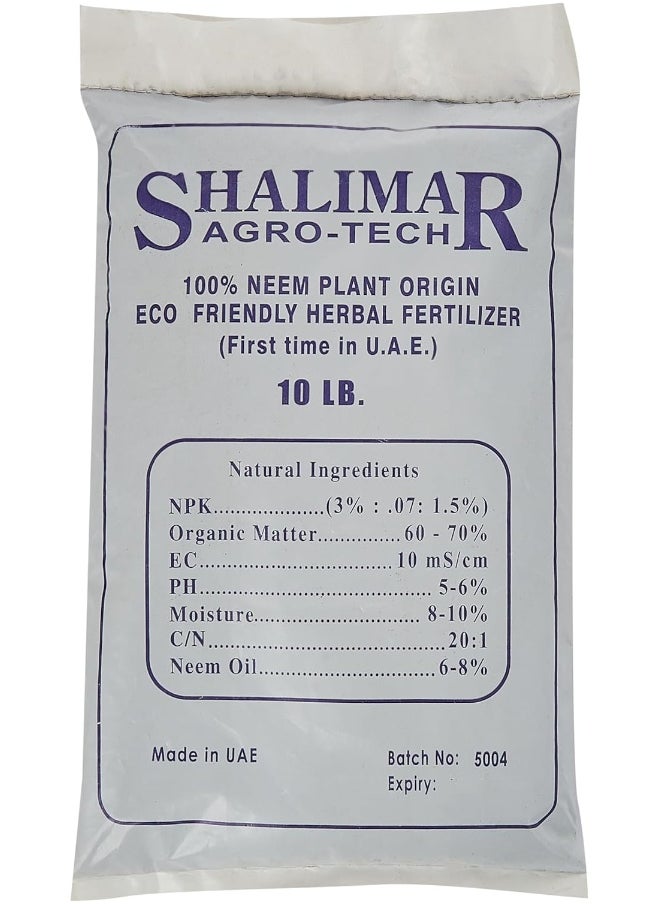 SHALIMAR
AGRO-TECH
100% NEEM PLANT ORIGIN
ECO FRIENDLY HERBAL FERTILIZER
(First time in U.A.E.)
10 LB.
Natural Ingredients
NPK....................(3% : .07: 1.5%)
Organic Matter...............60 - 70%
EC...................................10 mS/cm
PH.......................................... 5-6%
Moisture.............................. 8-10%
C/N...........................................20:1
Neem Oil................................6-8%
Made in UAE
Batch No: 5004
Expiry: